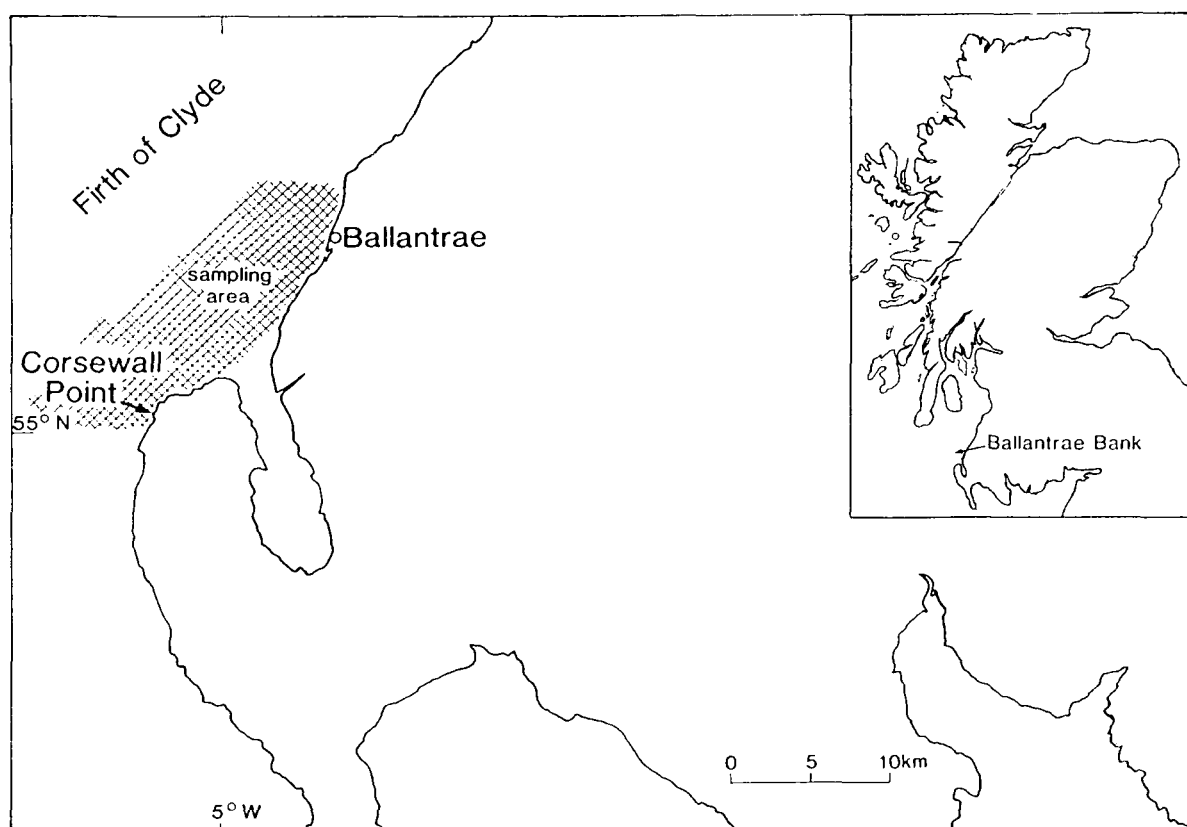 Firth of Clyde
Ballantrae
sampling
area
Corsewall
Point
55° N
Ballantrae Bank
0 5 10km
5° W